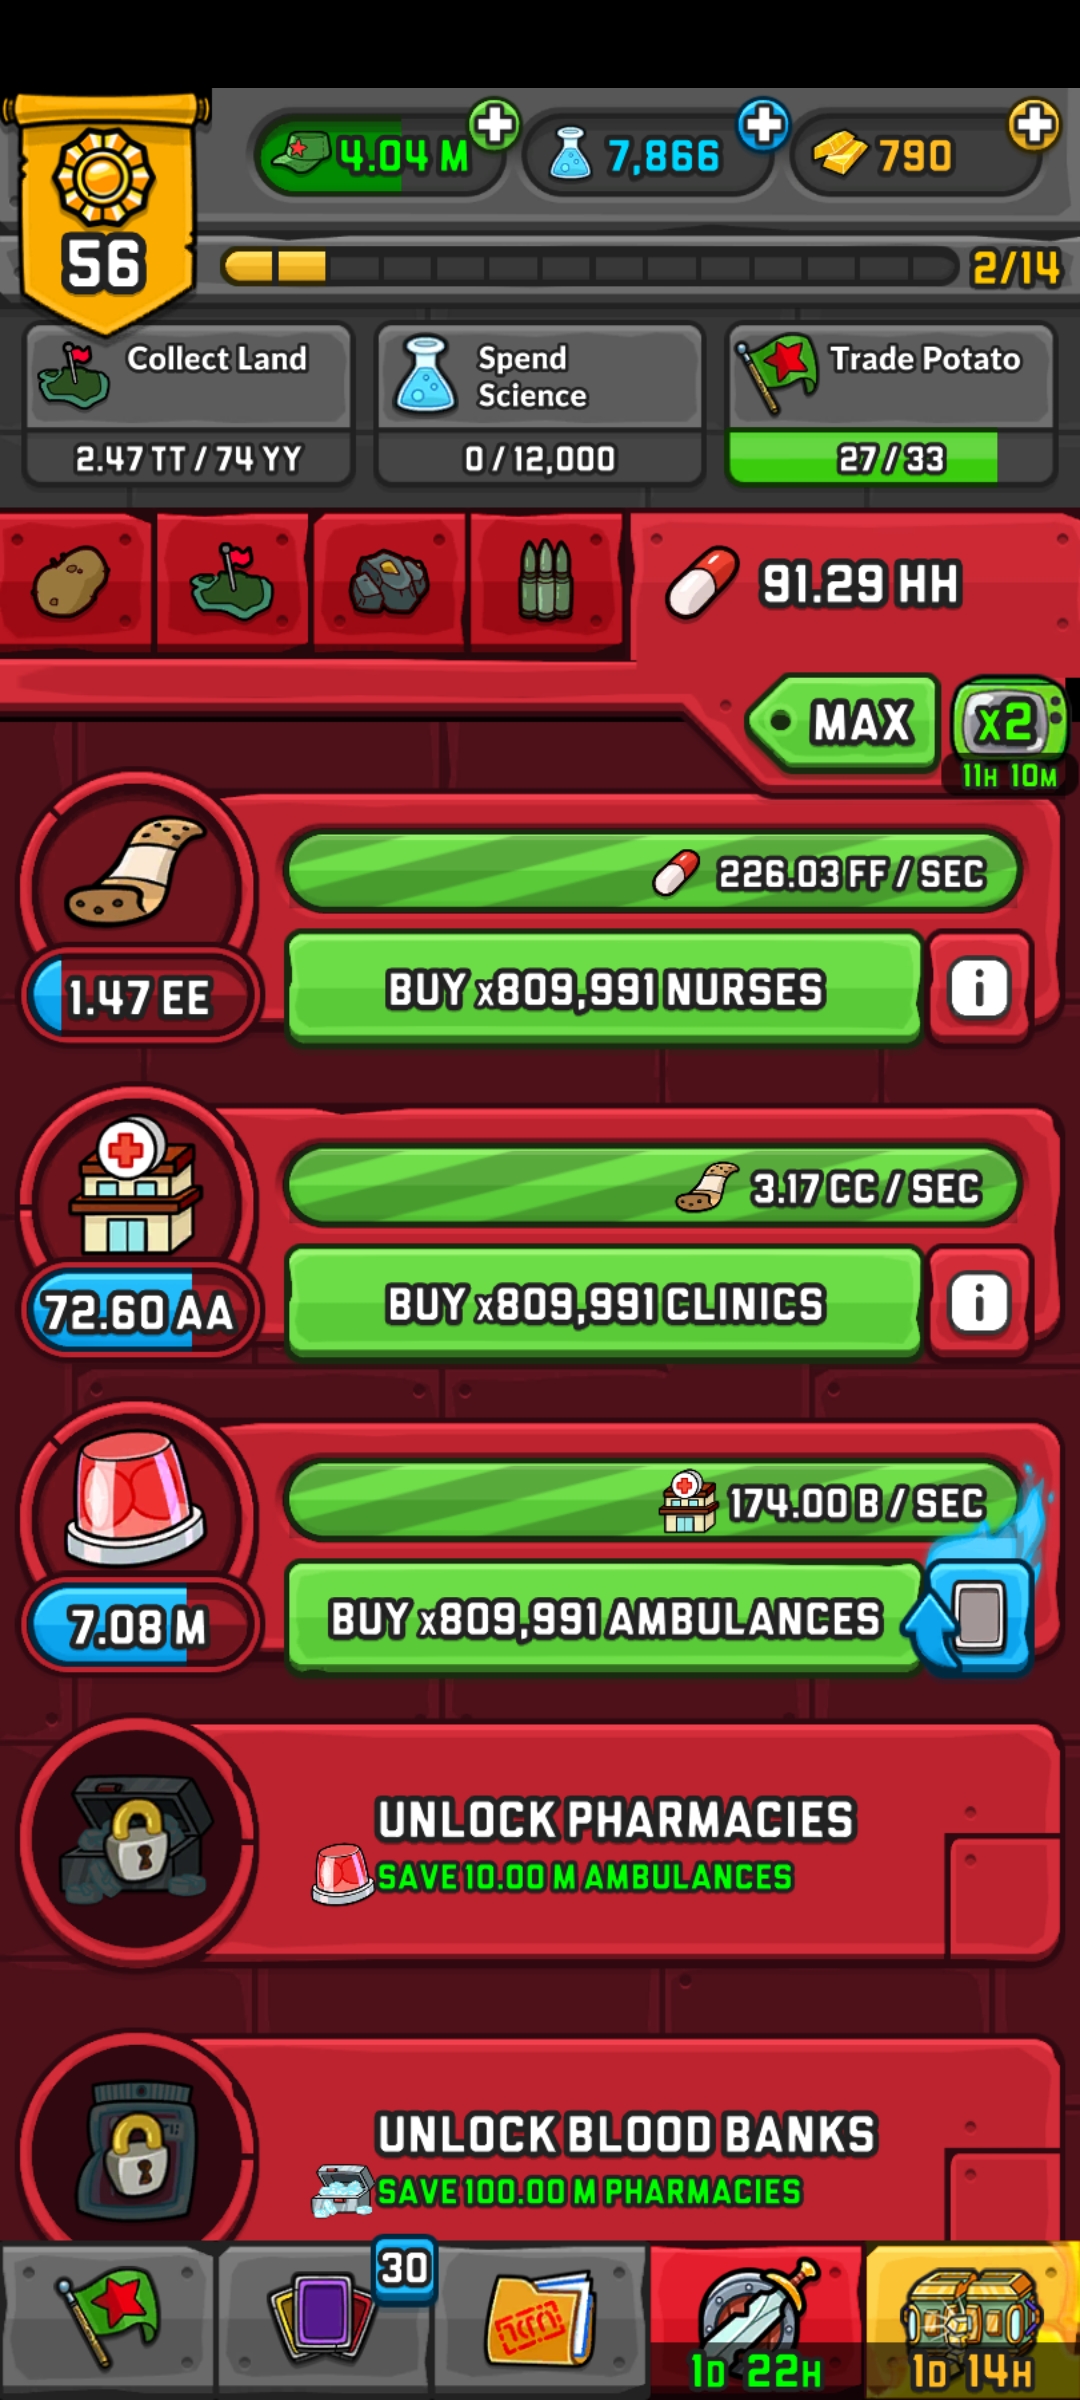 4.04 M
7,866
790
56
2/14
Collect Land
Spend
Science
Trade Potato
2.47 TT / 74 YY
0 / 12,000
27 / 33
91.29 HH
MAX
x2
11H 10M
226.03 FF / SEC
1.47 EE
BUY x809,991 NURSES
i
3.17 CC / SEC
72.60 AA
BUY x809,991 CLINICS
i
174.00 B / SEC
7.08 M
BUY x809,991 AMBULANCES
UNLOCK PHARMACIES
SAVE 10.00 M AMBULANCES
UNLOCK BLOOD BANKS
SAVE 100.00 M PHARMACIES
30
1D 22H
1D 14H